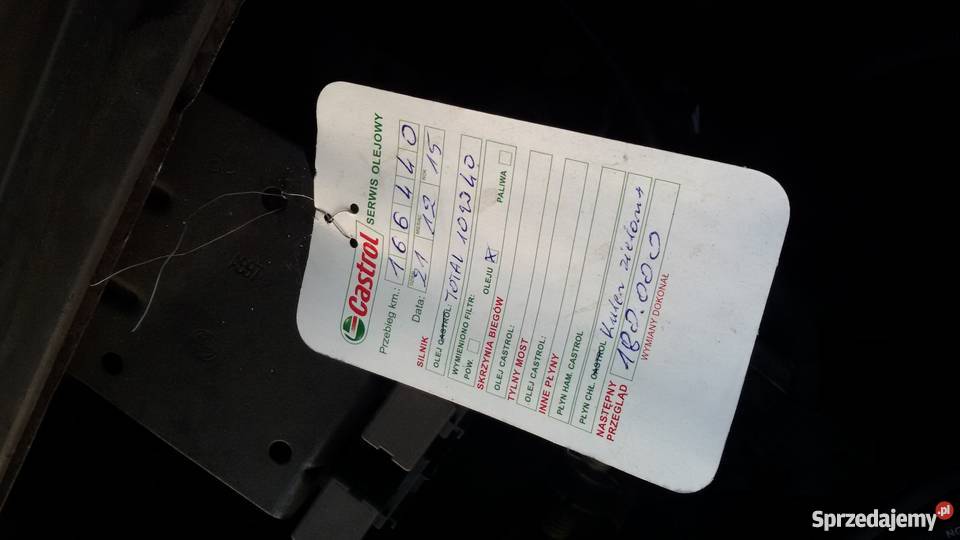 Castrol
SERWIS OLEJOWY
Przebieg km.: 166440
Data: 21 12 15
SILNIK
OLEJ CASTROL: TOTAL 10W40
WYMIENIONO FILTR:
POW. OLEJU X PALIWA
SKRZYNIA BIEGÓW
OLEJ CASTROL:
TYLNY MOST
OLEJ CASTROL:
INNE PŁYNY
PŁYN HAM. CASTROL
PŁYN CHŁ. CASTROL Kuler zielony
NASTĘPNY
PRZEGLĄD 180.000
WYMIANY DOKONAŁ
Sprzedajemy.pl